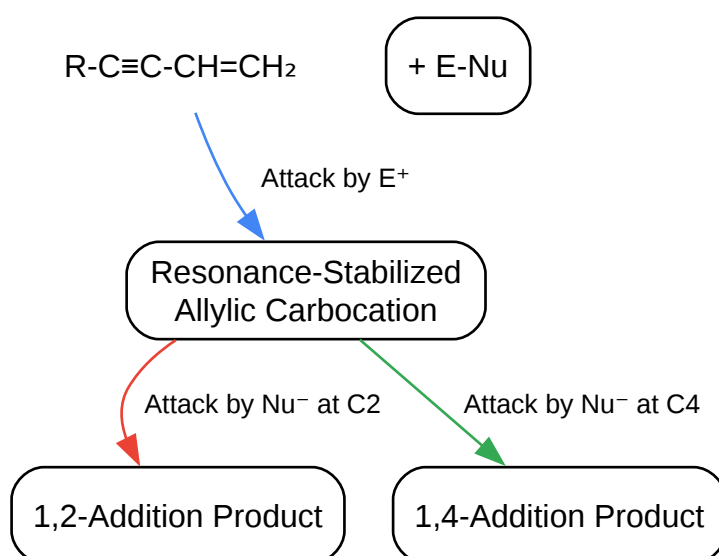 R-C≡C-CH=CH₂
+ E-Nu
Attack by E⁺
Resonance-Stabilized
Allylic Carbocation
Attack by Nu⁻ at C2
Attack by Nu⁻ at C4
1,2-Addition Product
1,4-Addition Product